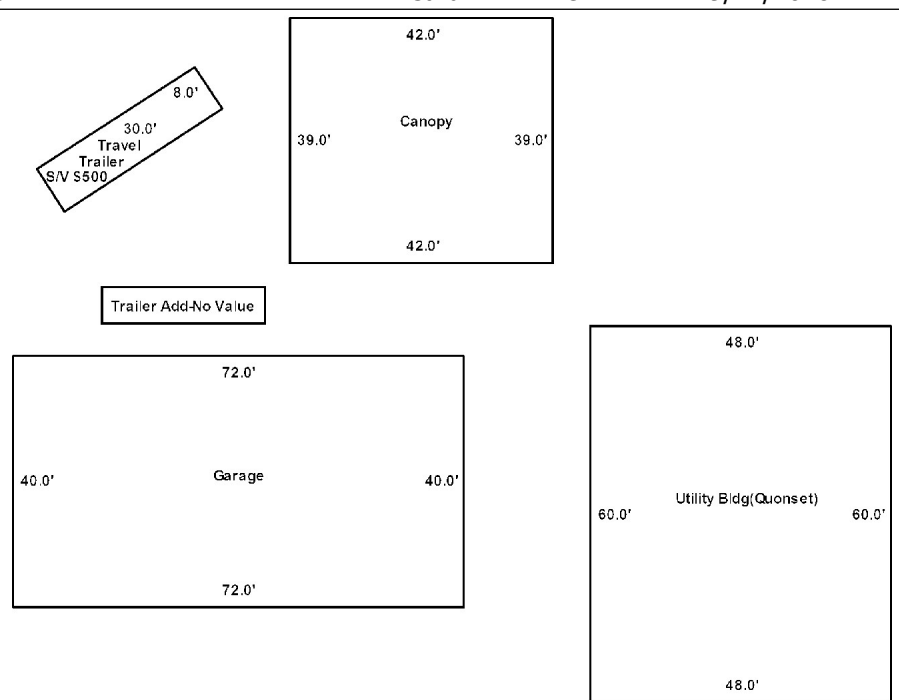 42.0'
8.0'
30.0'
Travel
Trailer
S/V S500
Canopy
39.0'
39.0'
42.0'
Trailer Add-No Value
72.0'
40.0'
Garage
40.0'
72.0'
48.0'
Utility Bldg(Quonset)
60.0'
60.0'
48.0'